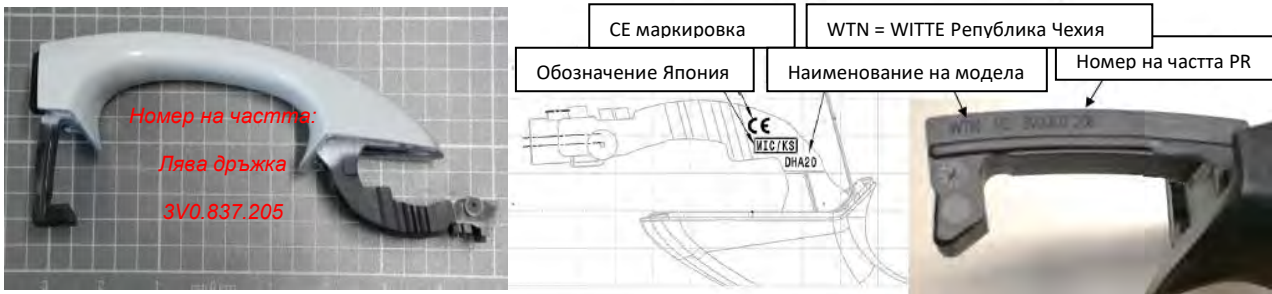 Номер на частта:
Лява дръжка
3V0.837.205
CE маркировка
WTN = WITTE Република Чехия
Обозначение Япония
Наименование на модела
Номер на частта PR
CE
MIC/KS
DHA20
WTN